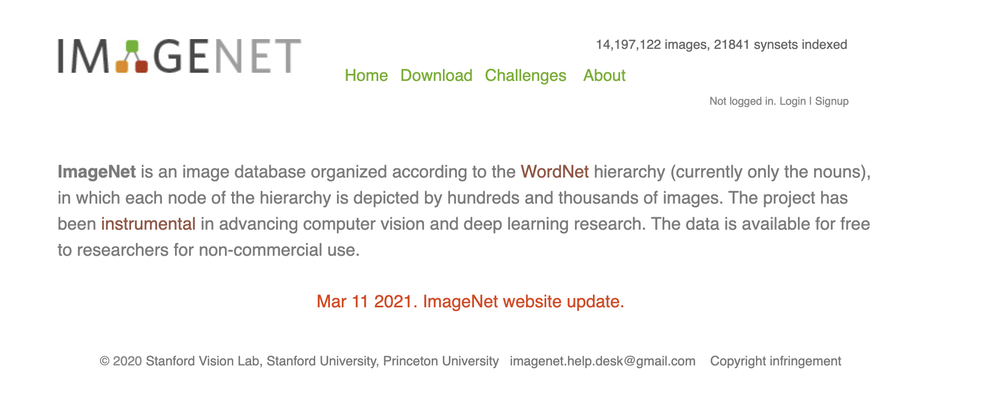 IMAGENET
14,197,122 images, 21841 synsets indexed
Home Download Challenges About
Not logged in. Login | Signup
ImageNet is an image database organized according to the WordNet hierarchy (currently only the nouns),
in which each node of the hierarchy is depicted by hundreds and thousands of images. The project has
been instrumental in advancing computer vision and deep learning research. The data is available for free
to researchers for non-commercial use.
Mar 11 2021. ImageNet website update.
© 2020 Stanford Vision Lab, Stanford University, Princeton University imagenet.help.desk@gmail.com Copyright infringement